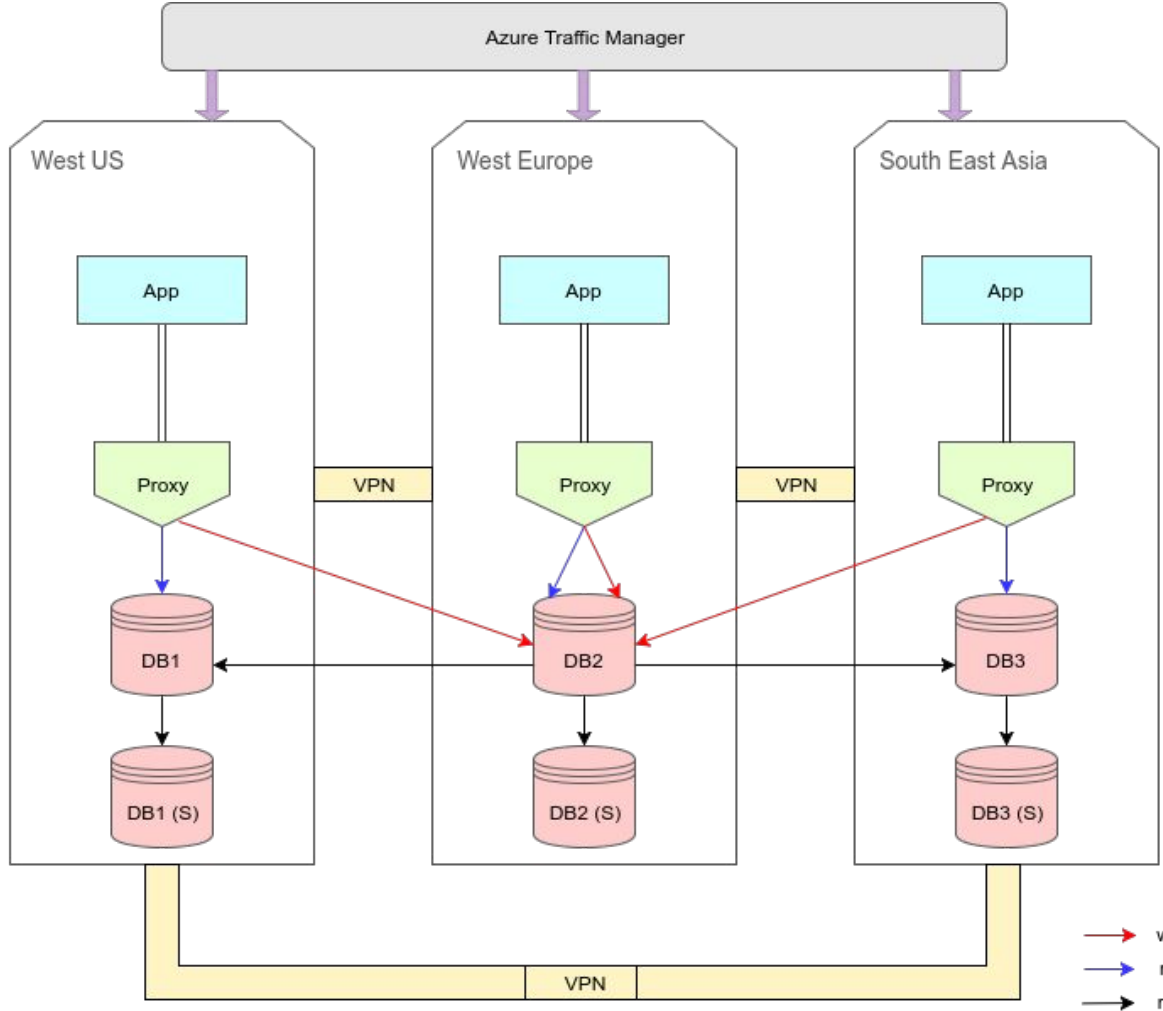 Azure Traffic Manager
West US
West Europe
South East Asia
App
App
App
Proxy
VPN
Proxy
VPN
Proxy
DB1
DB2
DB3
DB1 (S)
DB2 (S)
DB3 (S)
VPN